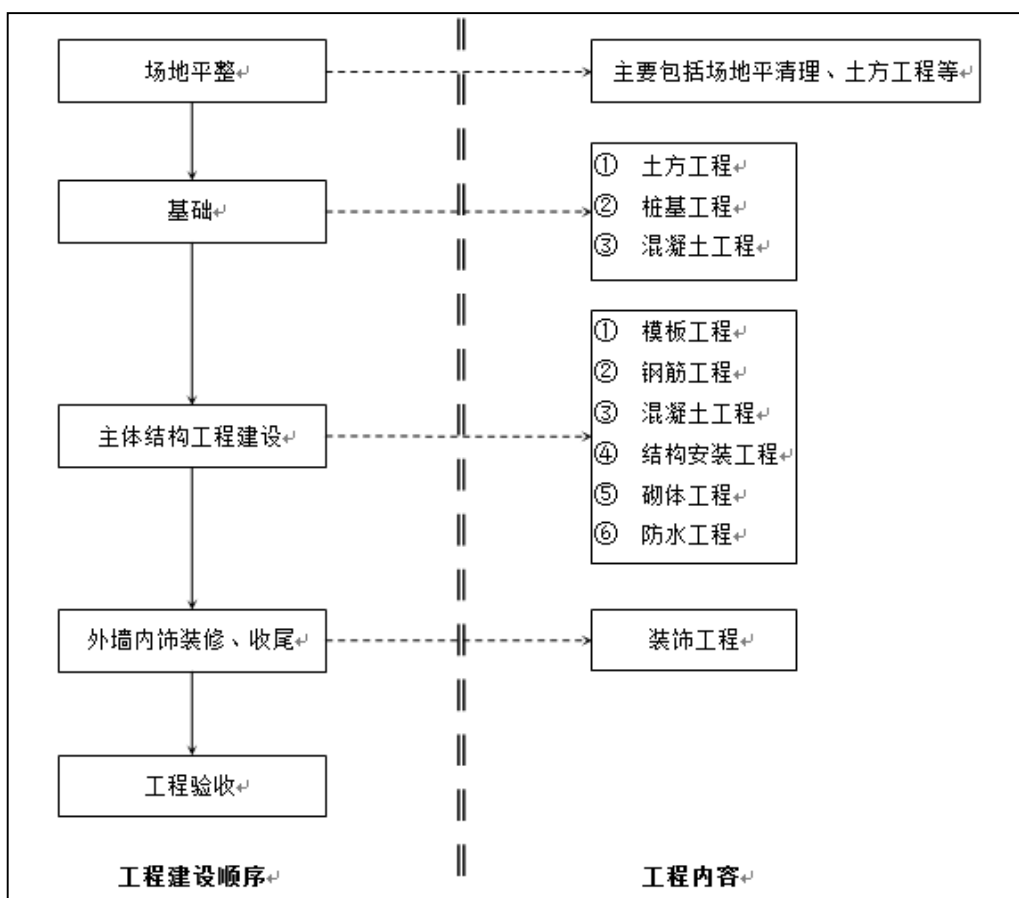 场地平整
主要包括场地平清理、土方工程等
基础
① 土方工程
② 桩基工程
③ 混凝土工程
主体结构工程建设
① 模板工程
② 钢筋工程
③ 混凝土工程
④ 结构安装工程
⑤ 砌体工程
⑥ 防水工程
外墙内饰装修、收尾
装饰工程
工程验收
工程建设顺序
工程内容